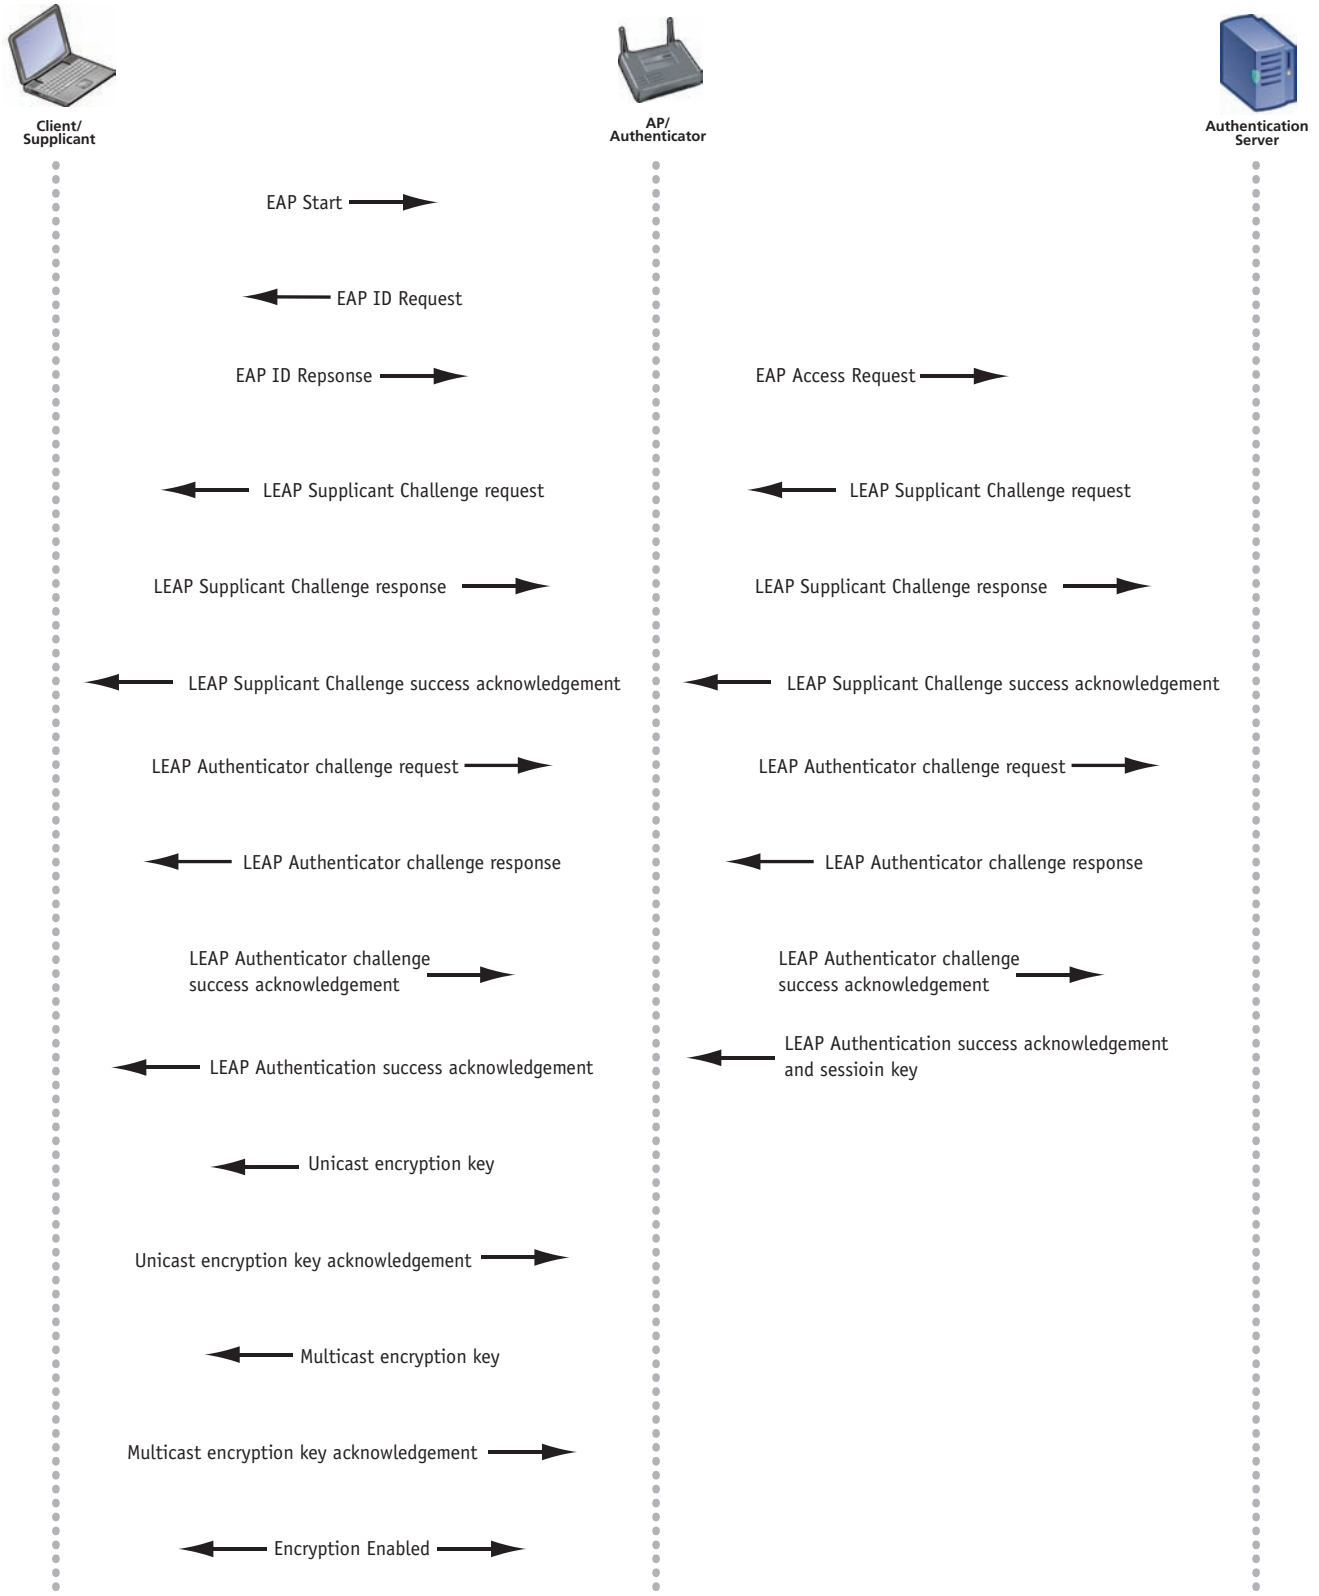 Client/
Supplicant
AP/
Authenticator
Authentication
Server
EAP Start
EAP ID Request
EAP ID Repsonse
EAP Access Request
LEAP Supplicant Challenge request
LEAP Supplicant Challenge request
LEAP Supplicant Challenge response
LEAP Supplicant Challenge response
LEAP Supplicant Challenge success acknowledgement
LEAP Supplicant Challenge success acknowledgement
LEAP Authenticator challenge request
LEAP Authenticator challenge request
LEAP Authenticator challenge response
LEAP Authenticator challenge response
LEAP Authenticator challenge
success acknowledgement
LEAP Authenticator challenge
success acknowledgement
LEAP Authentication success acknowledgement
LEAP Authentication success acknowledgement
and sessioin key
Unicast encryption key
Unicast encryption key acknowledgement
Multicast encryption key
Multicast encryption key acknowledgement
Encryption Enabled